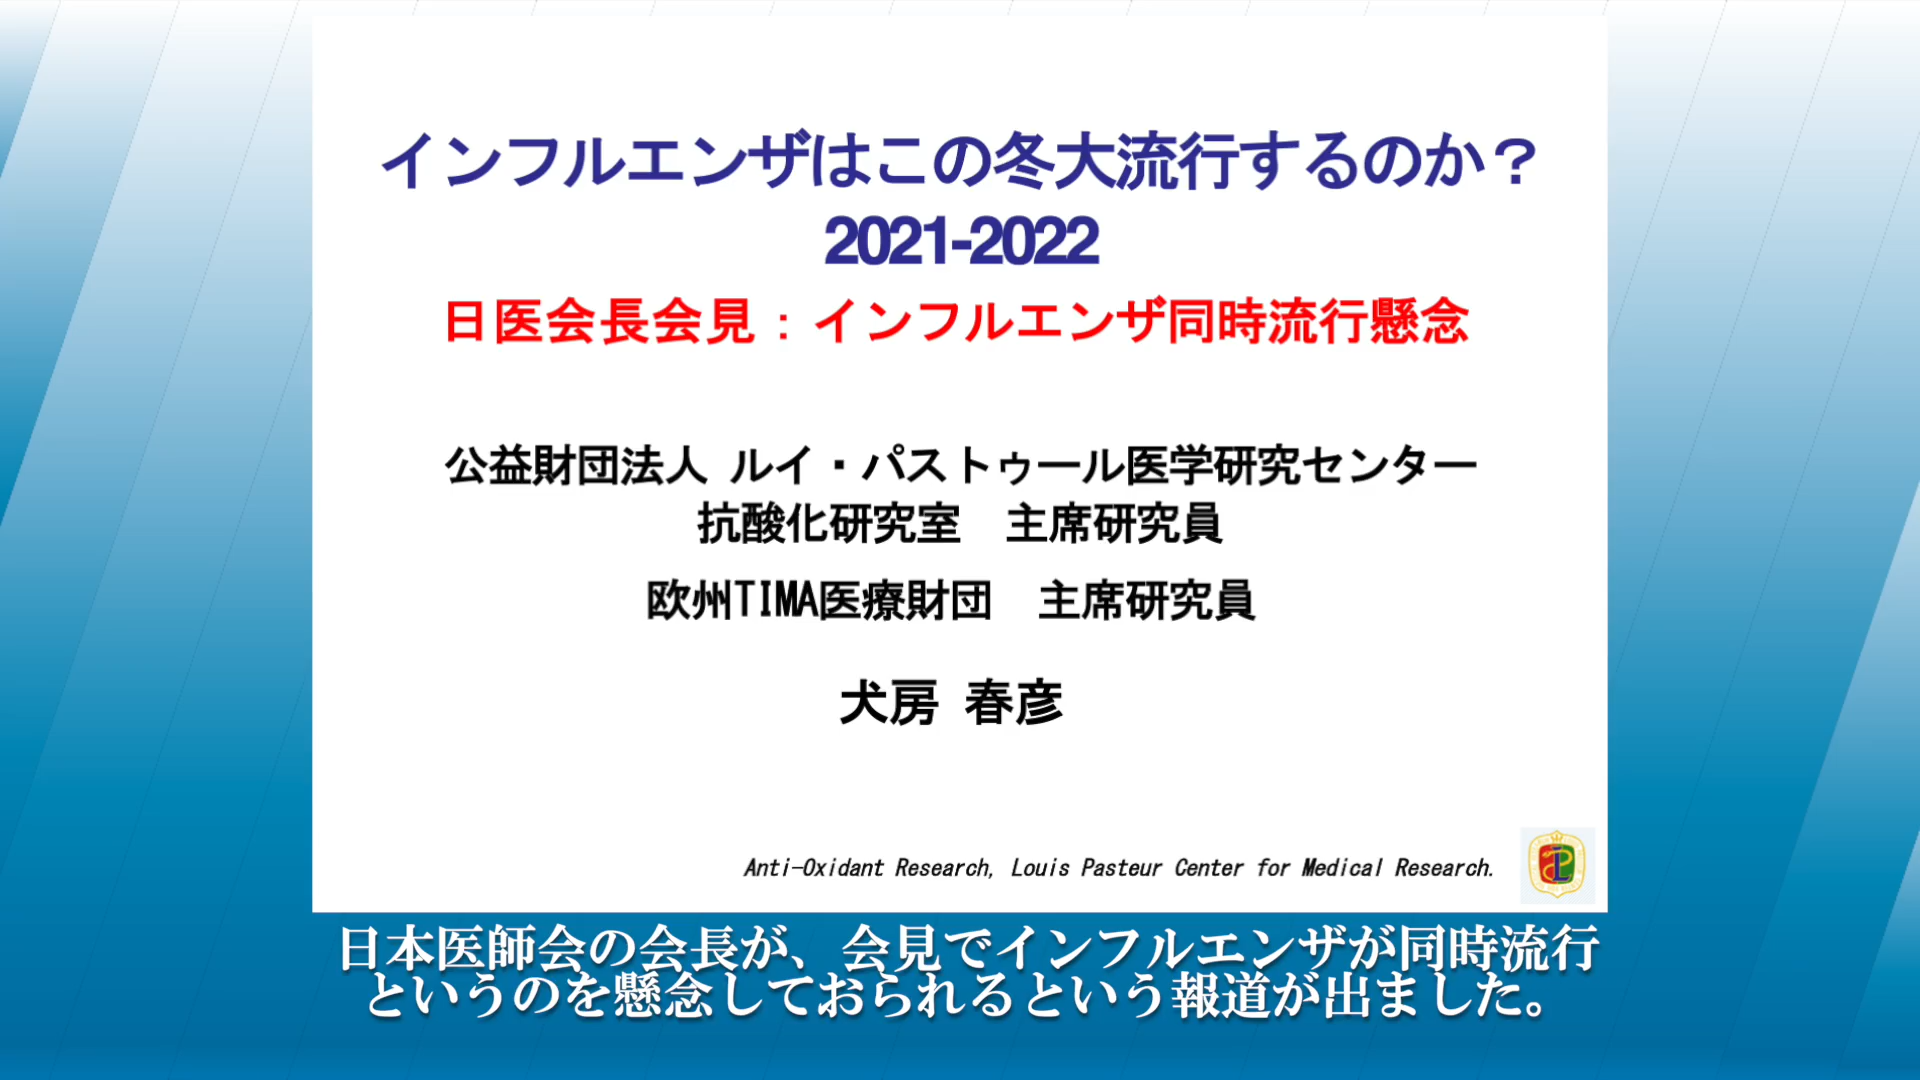 インフルエンザはこの冬大流行するのか？
2021-2022
日医会長会見：インフルエンザ同時流行懸念
公益財団法人 ルイ・パストゥール医学研究センター
抗酸化研究室　主席研究員
欧州TIMA医療財団　主席研究員
犬房 春彦
Anti-Oxidant Research, Louis Pasteur Center for Medical Research.
日本医師会の会長が、会見でインフルエンザが同時流行
というのを懸念しておられるという報道が出ました。